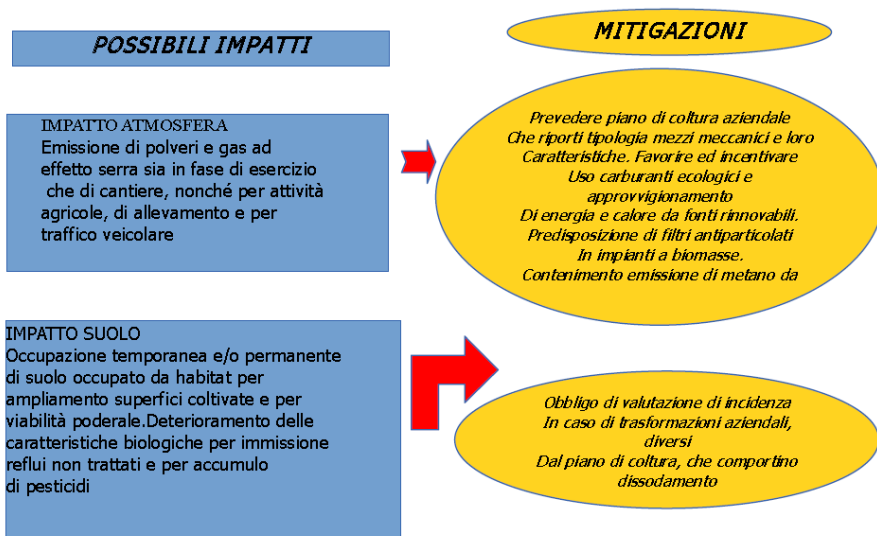 POSSIBILI IMPATTI
MITIGAZIONI
IMPATTO ATMOSFERA
Emissione di polveri e gas ad
effetto serra sia in fase di esercizio
che di cantiere, nonché per attività
agricole, di allevamento e per
traffico veicolare
Prevedere piano di coltura aziendale
Che riporti tipologia mezzi meccanici e loro
Caratteristiche. Favorire ed incentivare
Uso carburanti ecologici e
approvvigionamento
Di energia e calore da fonti rinnovabili.
Predisposizione di filtri antiparticolati
In impianti a biomasse.
Contenimento emissione di metano da
IMPATTO SUOLO
Occupazione temporanea e/o permanente
di suolo occupato da habitat per
ampliamento superfici coltivate e per
viabilità poderale.Deterioramento delle
caratteristiche biologiche per immissione
reflui non trattati e per accumulo
di pesticidi
Obbligo di valutazione di incidenza
In caso di trasformazioni aziendali,
diversi
Dal piano di coltura, che comportino
dissodamento